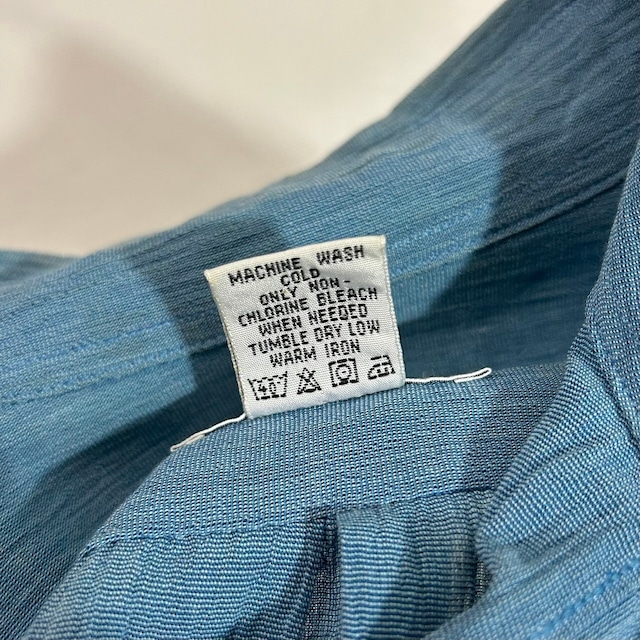 MACHINE WASH
COLD
ONLY NON-
CHLORINE BLEACH
WHEN NEEDED
TUMBLE DRY LOW
WARM IRON